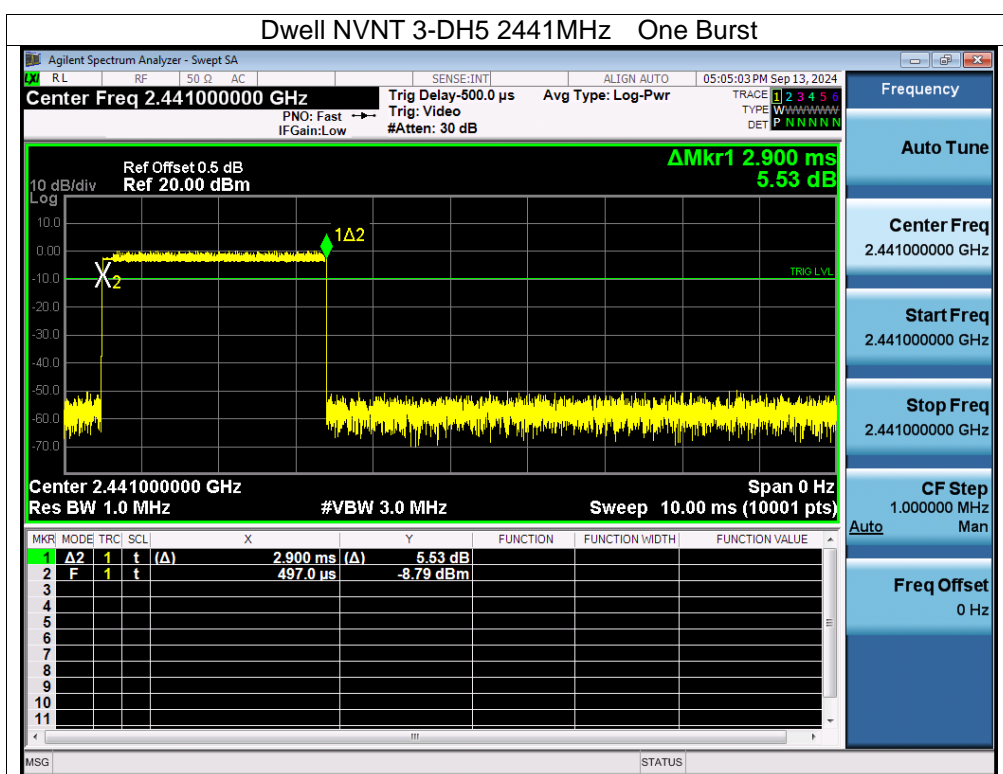 Dwell NVNT 3-DH5 2441MHz One Burst
Agilent Spectrum Analyzer - Swept SA
LXI RL RF 50 Ω AC SENSE:INT ALIGN AUTO 05:05:03 PM Sep 13, 2024
Center Freq 2.441000000 GHz
PNO: Fast
IFGain:Low
Trig Delay-500.0 µs
Trig: Video
#Atten: 30 dB
Avg Type: Log-Pwr
TRACE 1 2 3 4 5 6
TYPE WWWWWW
DET P N N N N N
Frequency
Auto Tune
Center Freq
2.441000000 GHz
Start Freq
2.441000000 GHz
Stop Freq
2.441000000 GHz
CF Step
1.000000 MHz
Auto Man
Freq Offset
0 Hz
ΔMkr1 2.900 ms
5.53 dB
Ref Offset 0.5 dB
10 dB/div Ref 20.00 dBm
Log
10.0
0.00
-10.0
-20.0
-30.0
-40.0
-50.0
-60.0
-70.0
1Δ2
2
TRIG LVL
Center 2.441000000 GHz Span 0 Hz
Res BW 1.0 MHz #VBW 3.0 MHz Sweep 10.00 ms (10001 pts)
MKR MODE TRC SCL X Y FUNCTION FUNCTION WIDTH FUNCTION VALUE
1 Δ2 1 t (Δ) 2.900 ms (Δ) 5.53 dB
2 F 1 t 497.0 µs -8.79 dBm
3
4
5
6
7
8
9
10
11
MSG STATUS